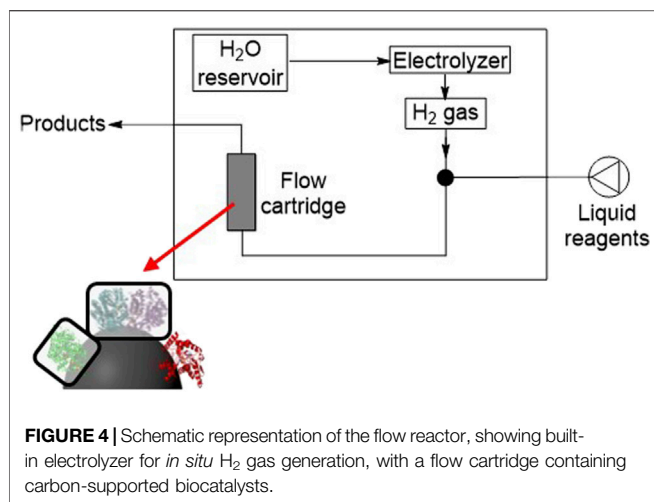 H₂O
reservoir
Electrolyzer
H₂ gas
Products
Flow
cartridge
Liquid
reagents
FIGURE 4 | Schematic representation of the flow reactor, showing built-
in electrolyzer for in situ H₂ gas generation, with a flow cartridge containing
carbon-supported biocatalysts.